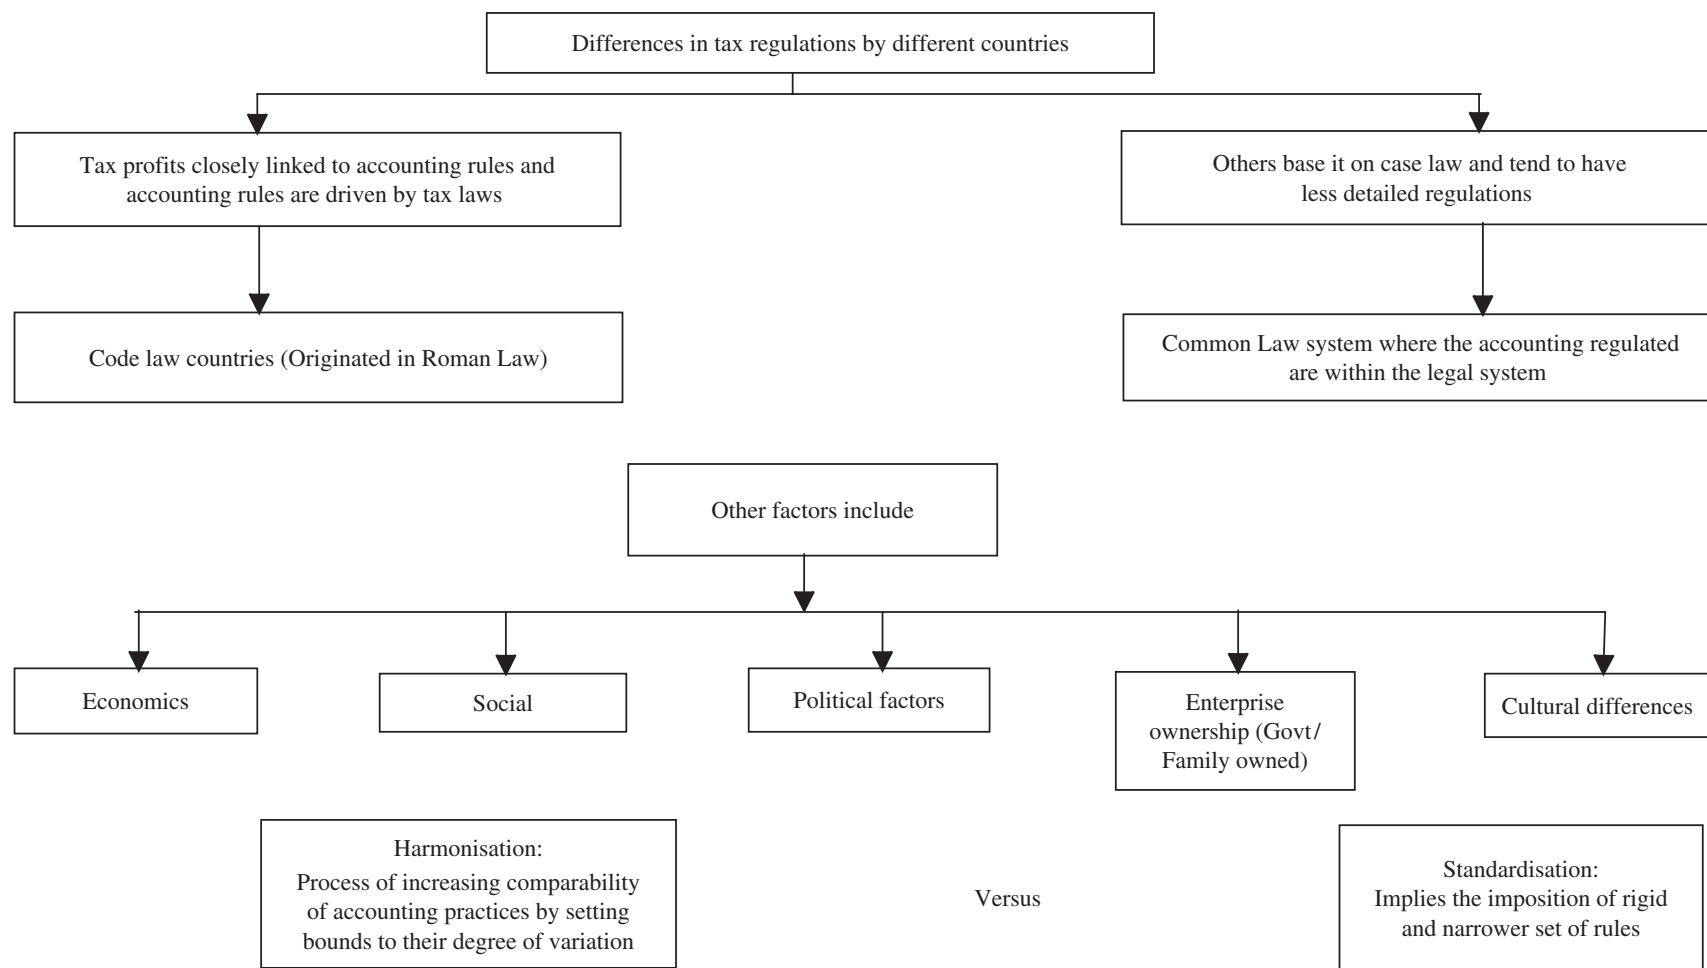 Differences in tax regulations by different countries
Tax profits closely linked to accounting rules and
accounting rules are driven by tax laws
Others base it on case law and tend to have
less detailed regulations
Code law countries (Originated in Roman Law)
Common Law system where the accounting regulated
are within the legal system
Other factors include
Economics
Social
Political factors
Enterprise
ownership (Govt/
Family owned)
Cultural differences
Harmonisation:
Process of increasing comparability
of accounting practices by setting
bounds to their degree of variation
Versus
Standardisation:
Implies the imposition of rigid
and narrower set of rules